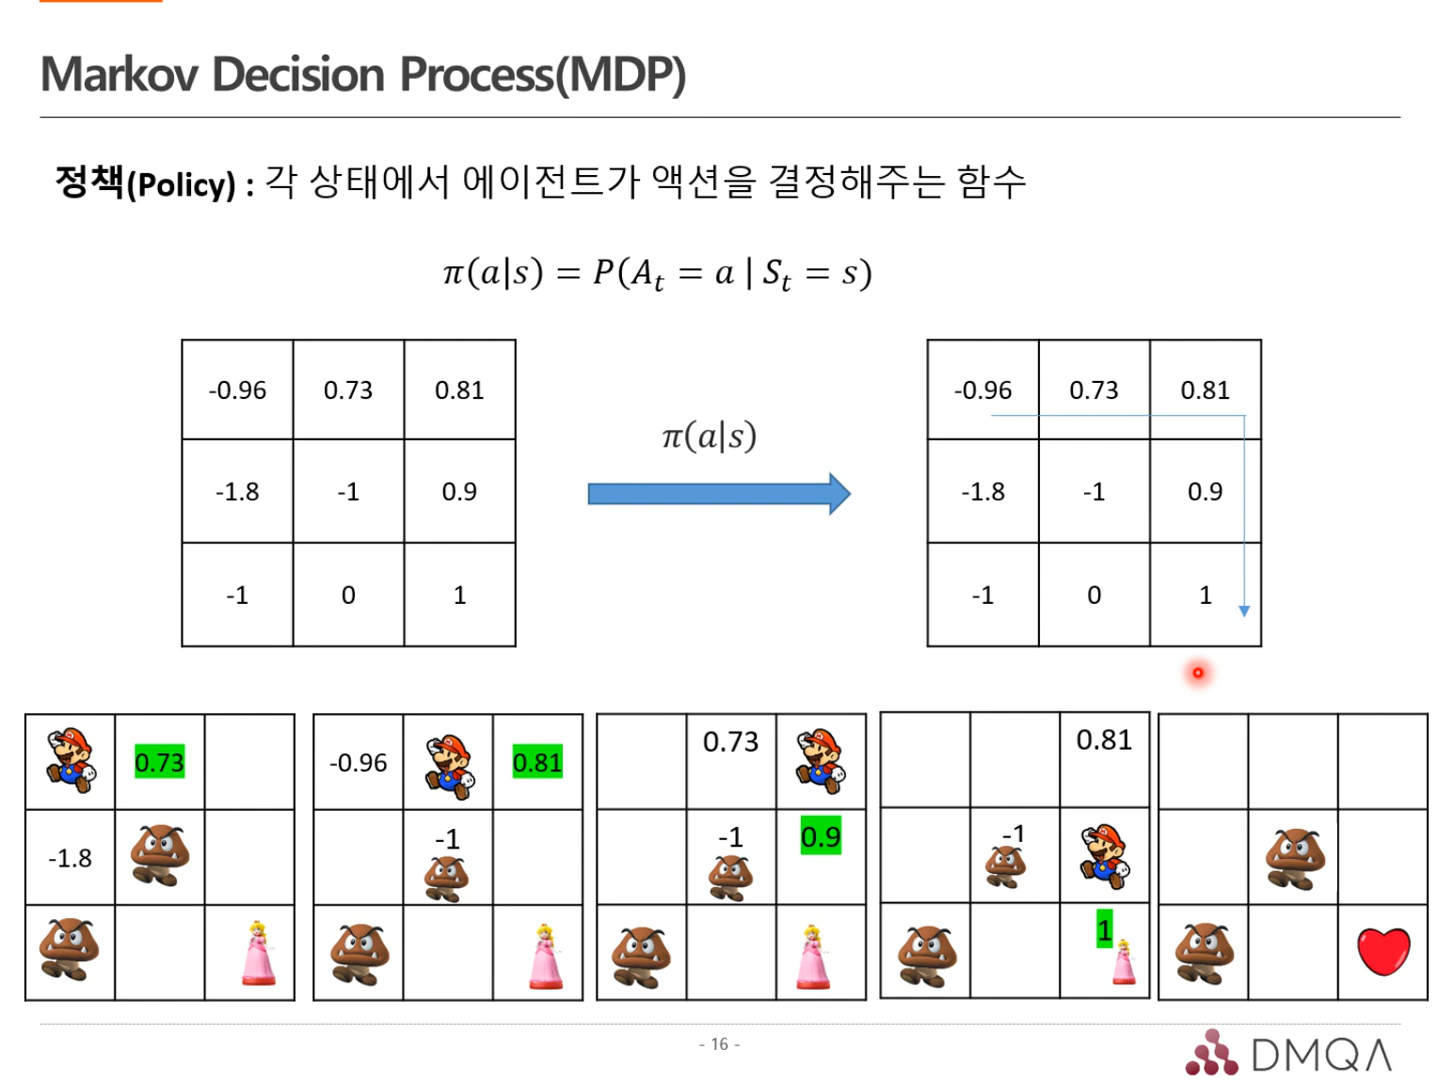 Markov Decision Process(MDP)
정책(Policy) : 각 상태에서 에이전트가 액션을 결정해주는 함수
π(a|s) = P(Aₜ = a | Sₜ = s)
-0.96 0.73 0.81
-1.8 -1 0.9
-1 0 1
π(a|s)
-0.96 0.73 0.81
-1.8 -1 0.9
-1 0 1
0.73
-1.8
-0.96 0.81
-1
0.73
-1 0.9
0.81
-1
1
- 16 -
DMQA